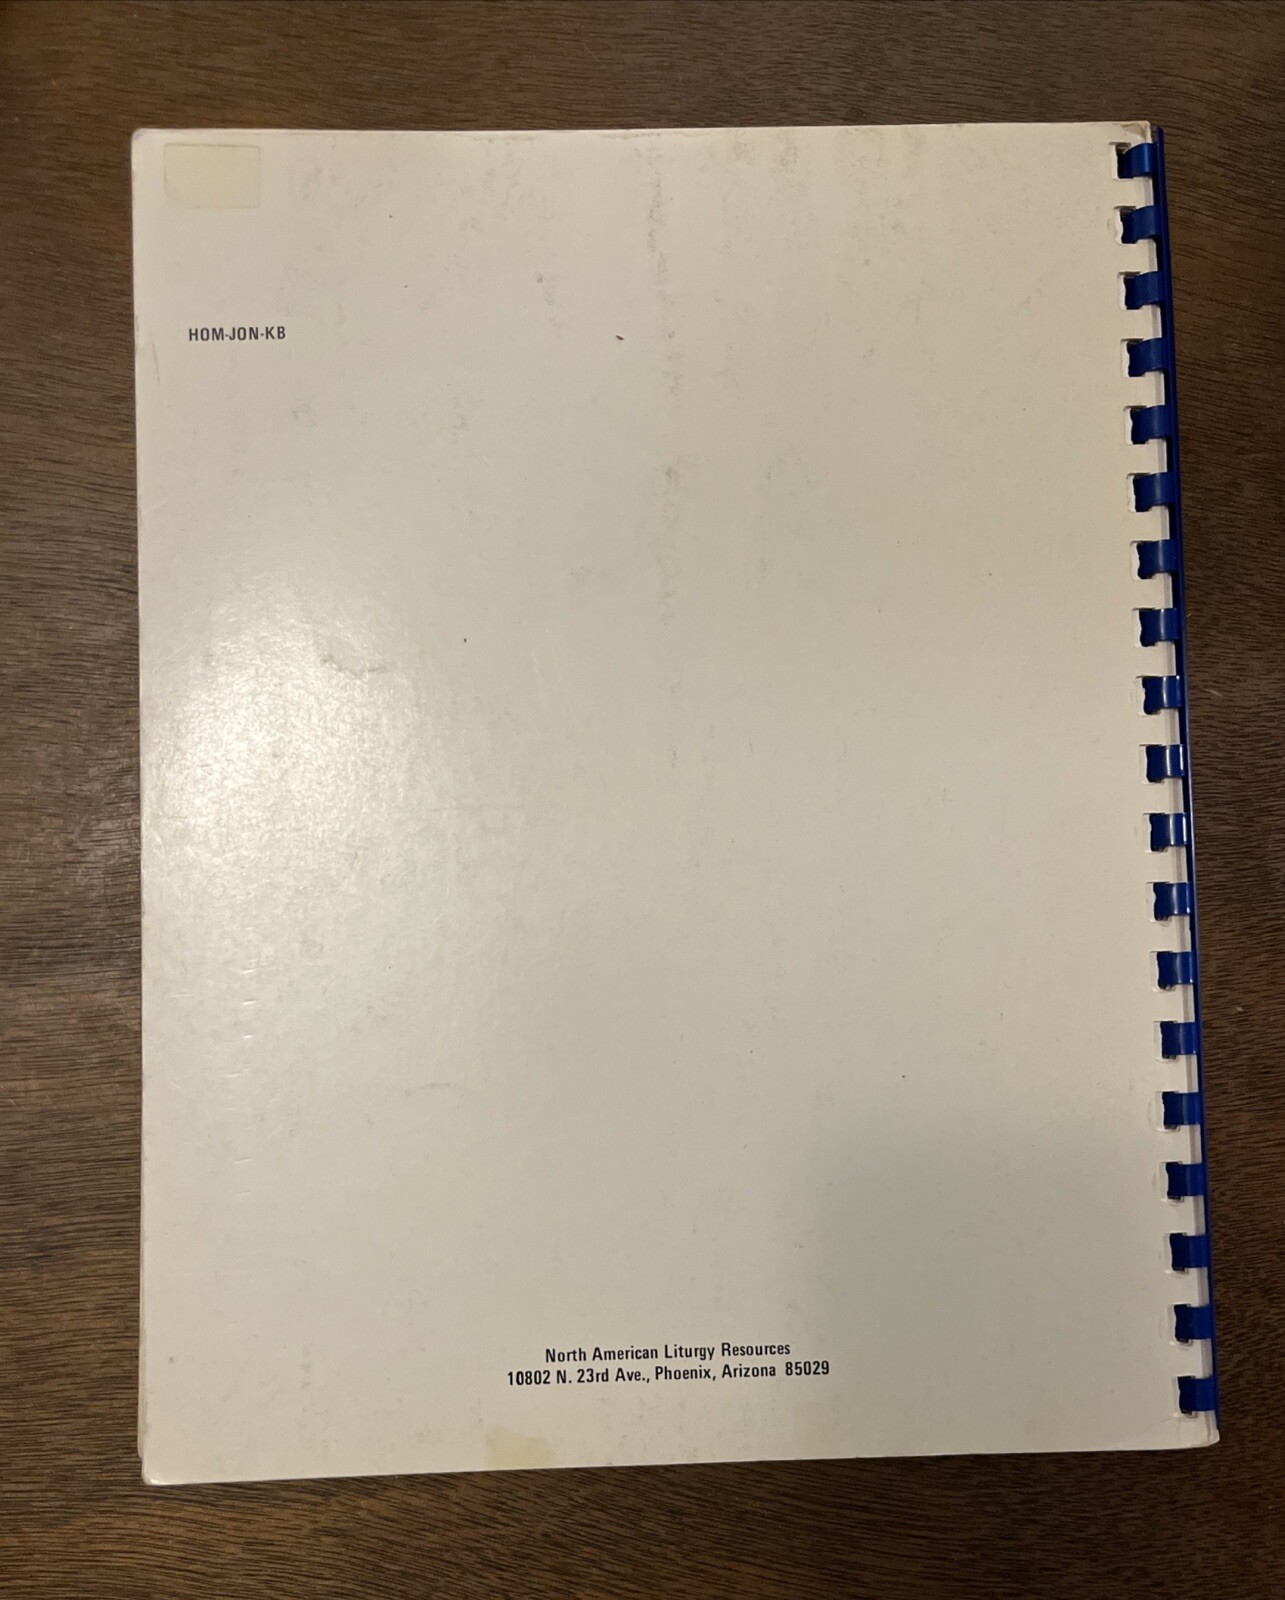 HOM-JON-KB
North American Liturgy Resources
10802 N. 23rd Ave., Phoenix, Arizona 85029